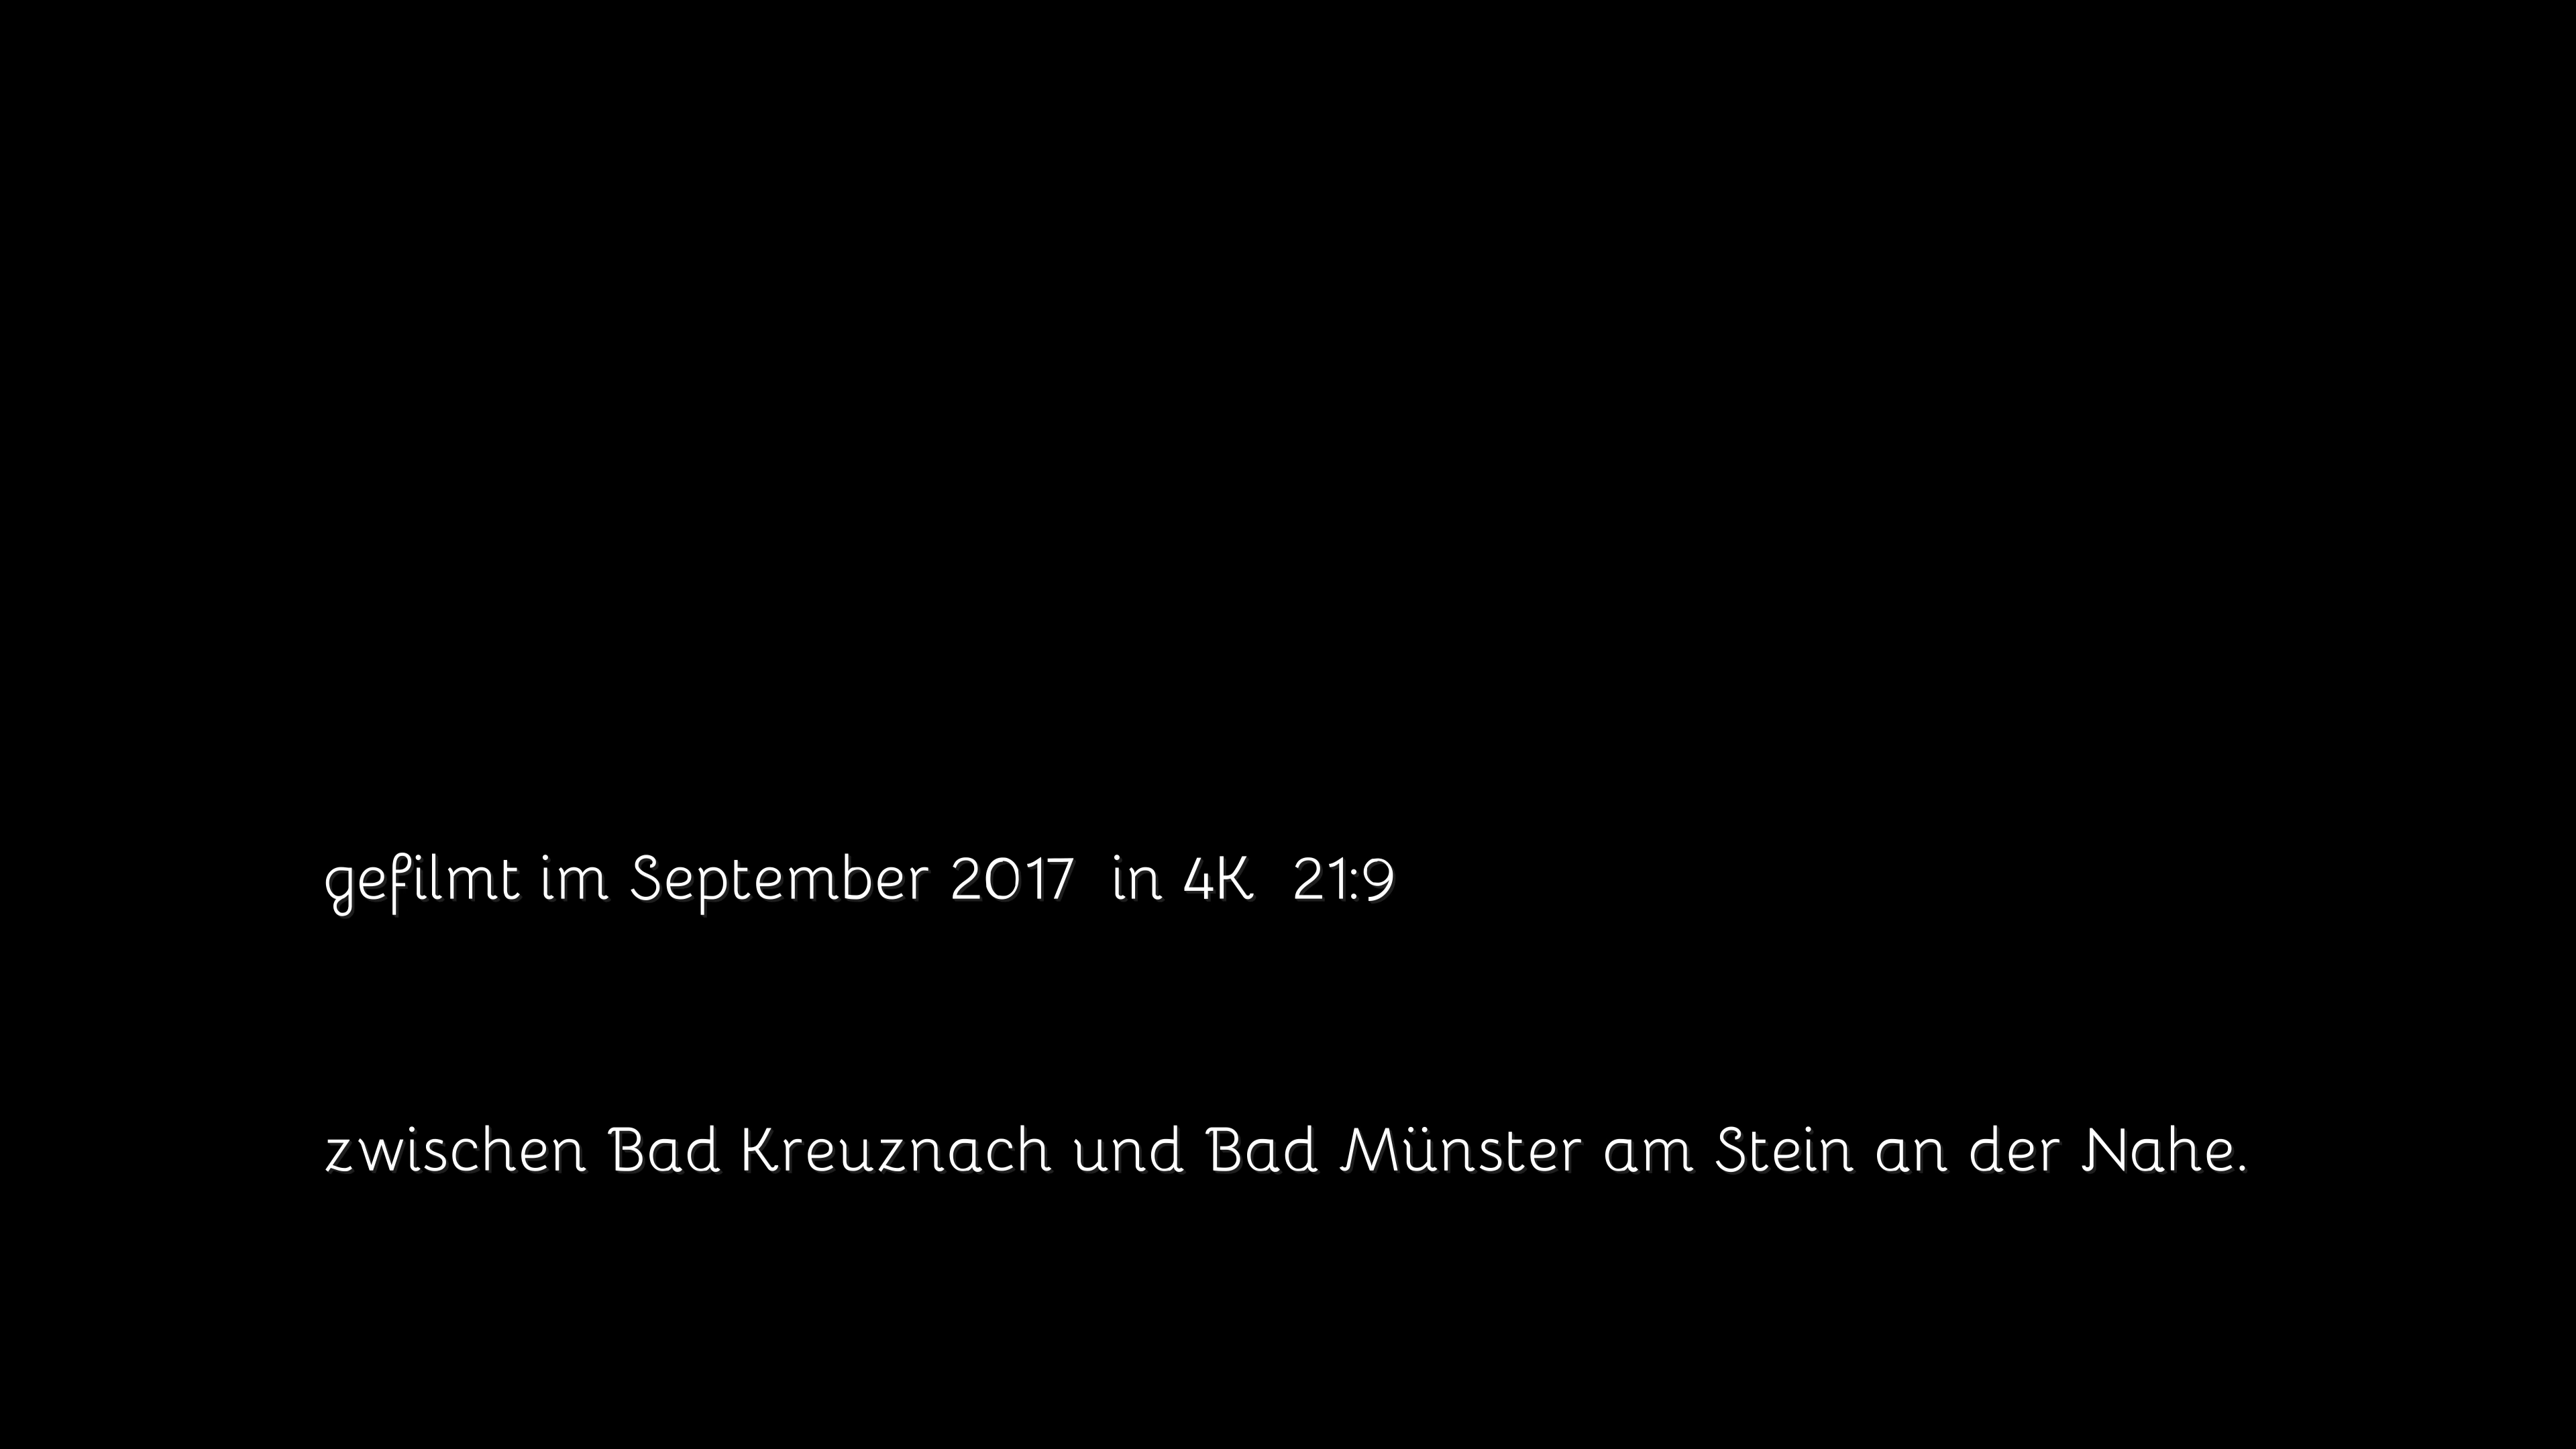 gefilmt im September 2017  in 4K  21:9
zwischen Bad Kreuznach und Bad Münster am Stein an der Nahe.